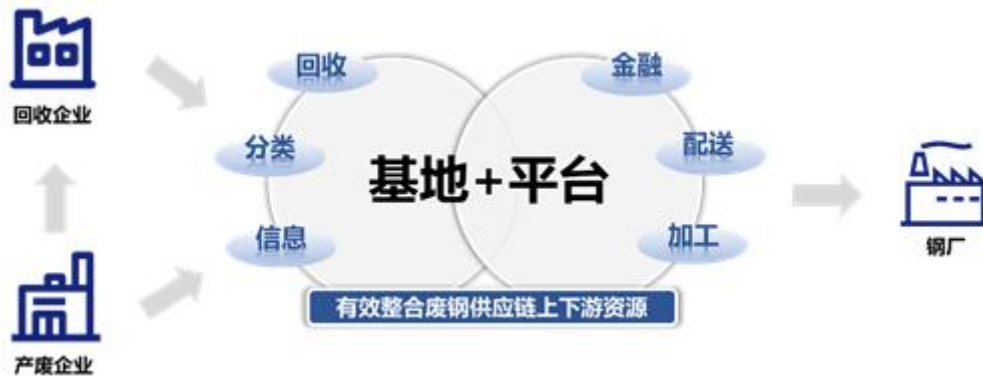 回收企业
产废企业
回收
分类
信息
基地+平台
金融
配送
加工
有效整合废钢供应链上下游资源
钢厂